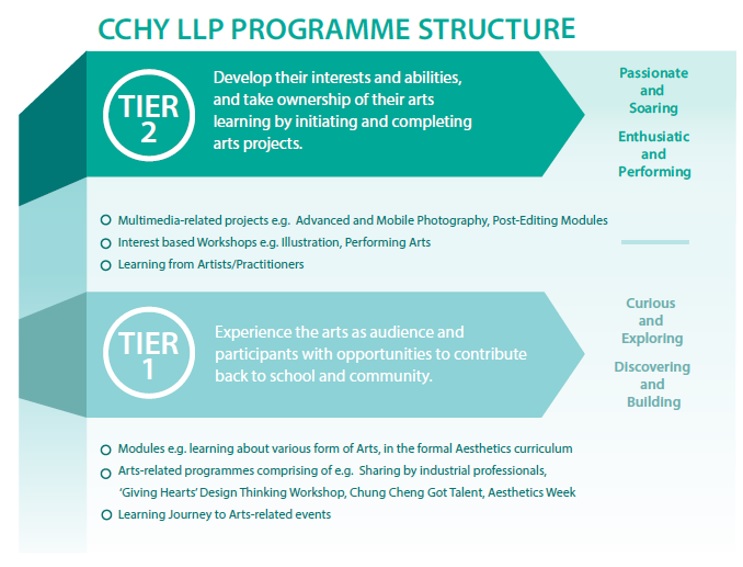 CCHY LLP PROGRAMME STRUCTURE
TIER
2
Develop their interests and abilities,
and take ownership of their arts
learning by initiating and completing
arts projects.
Passionate
and
Soaring
Enthusiatic
and
Performing
Multimedia-related projects e.g. Advanced and Mobile Photography, Post-Editing Modules
Interest based Workshops e.g. Illustration, Performing Arts
Learning from Artists/Practitioners
TIER
1
Experience the arts as audience and
participants with opportunities to contribute
back to school and community.
Curious
and
Exploring
Discovering
and
Building
Modules e.g. learning about various form of Arts, in the formal Aesthetics curriculum
Arts-related programmes comprising of e.g. Sharing by industrial professionals,
‘Giving Hearts’ Design Thinking Workshop, Chung Cheng Got Talent, Aesthetics Week
Learning Journey to Arts-related events